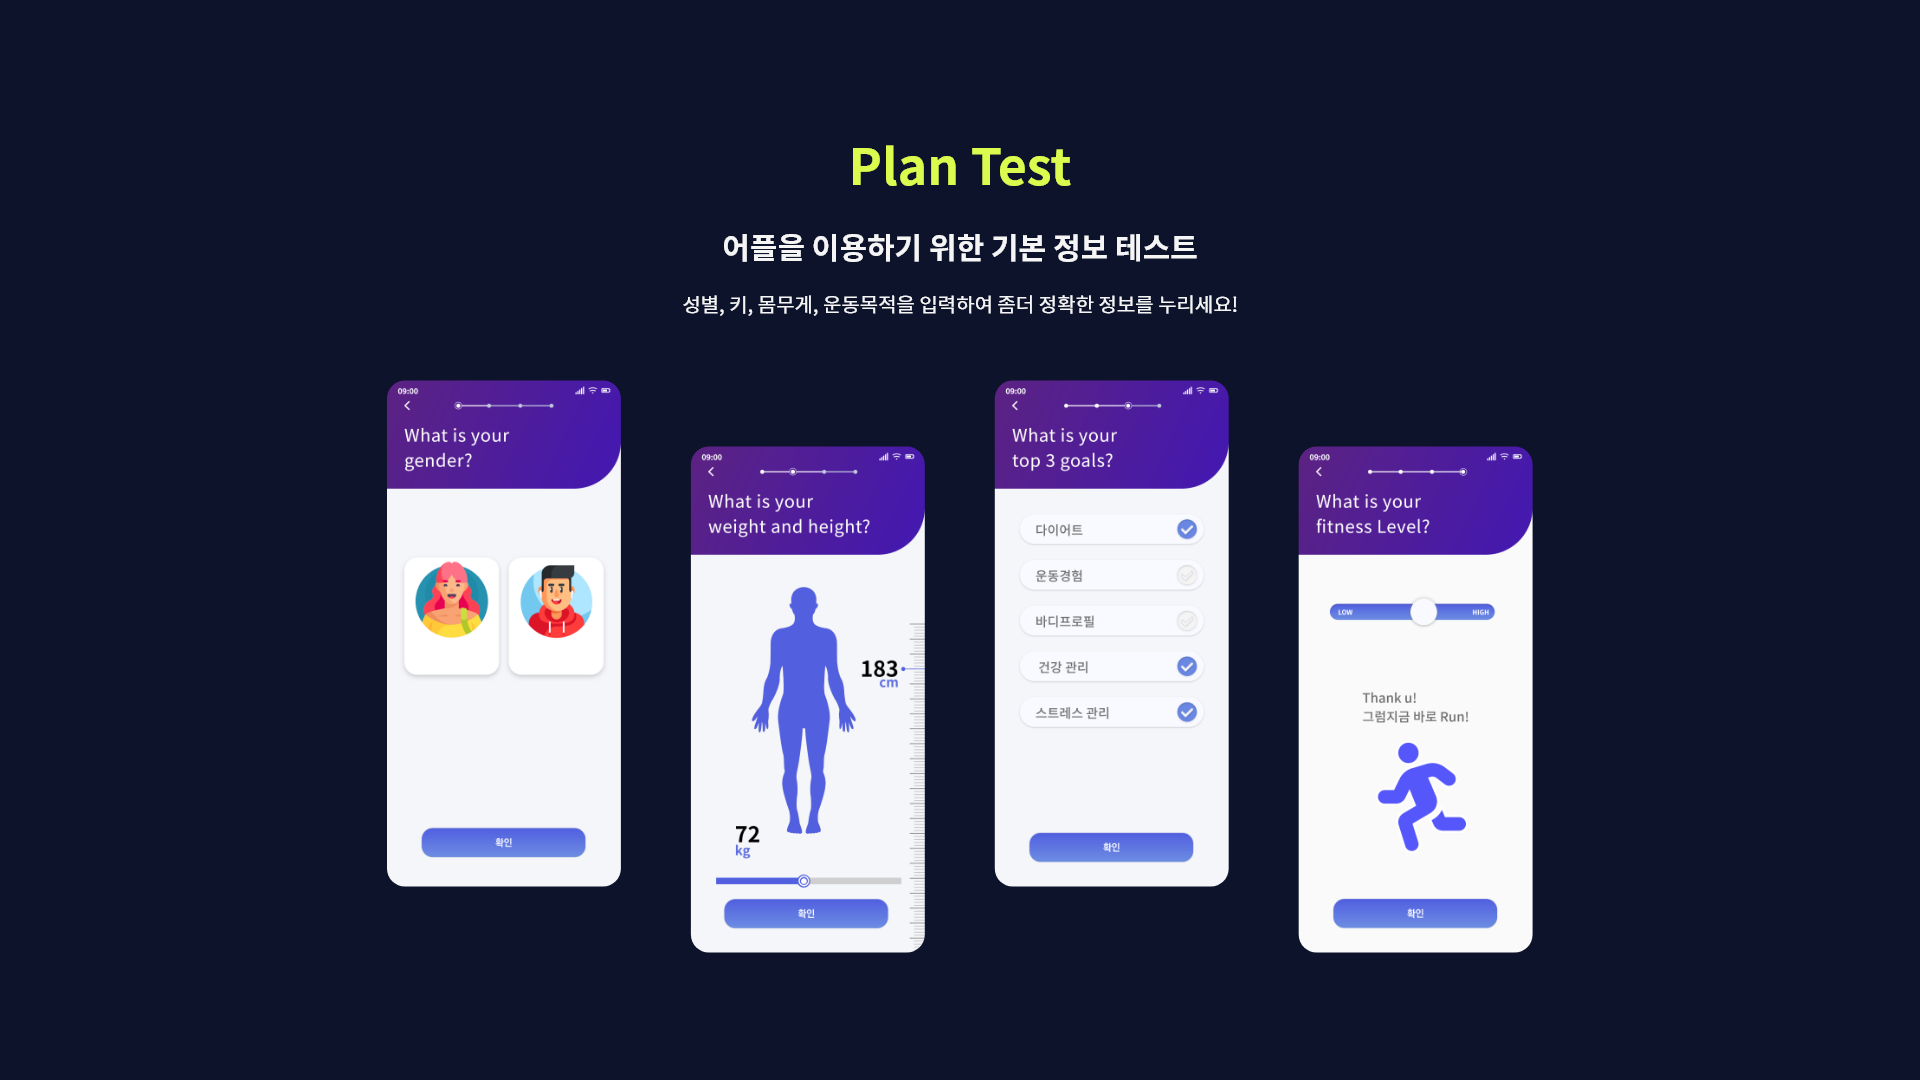 Plan Test
어플을 이용하기 위한 기본 정보 테스트
성별, 키, 몸무게, 운동목적을 입력하여 좀더 정확한 정보를 누리세요!
09:00
What is your
gender?
확인
09:00
What is your
weight and height?
183
cm
72
kg
확인
09:00
What is your
top 3 goals?
다이어트
운동경험
바디프로필
건강 관리
스트레스 관리
확인
09:00
What is your
fitness Level?
LOW HIGH
Thank u!
그럼지금 바로 Run!
확인